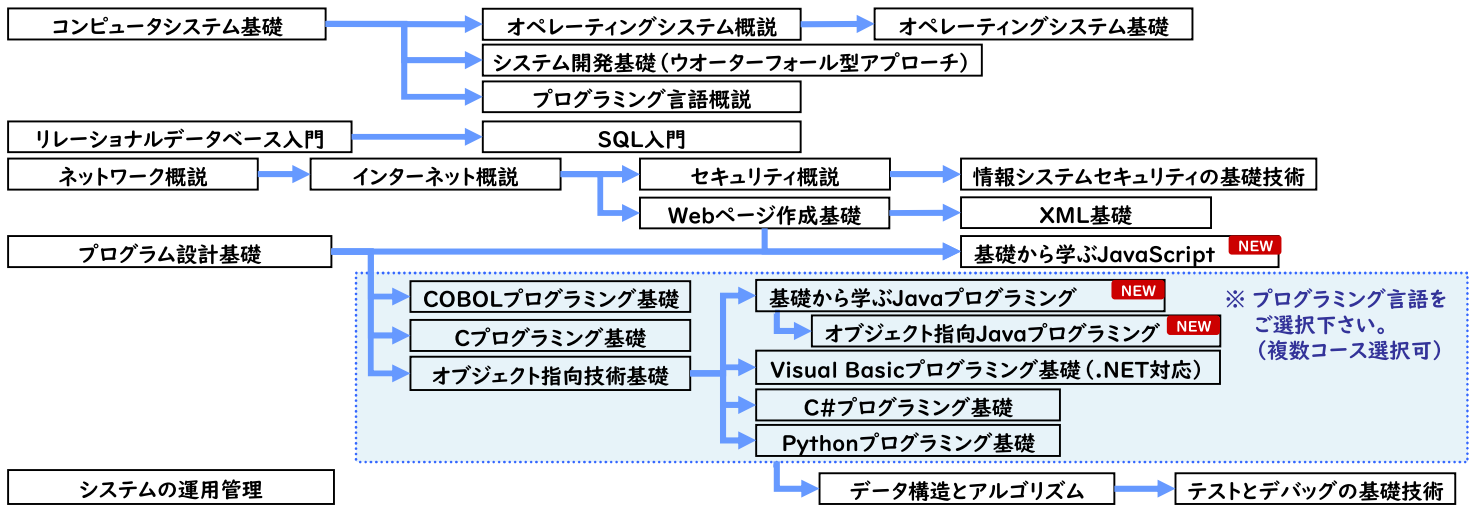 コンピュータシステム基礎
オペレーティングシステム概説
オペレーティングシステム基礎
システム開発基礎（ウオーターフォール型アプローチ）
プログラミング言語概説
リレーショナルデータベース入門
SQL入門
ネットワーク概説
インターネット概説
セキュリティ概説
情報システムセキュリティの基礎技術
Webページ作成基礎
XML基礎
プログラム設計基礎
基礎から学ぶJavaScript
NEW
COBOLプログラミング基礎
基礎から学ぶJavaプログラミング
NEW
※ プログラミング言語を
ご選択下さい。
（複数コース選択可）
Cプログラミング基礎
オブジェクト指向Javaプログラミング
NEW
オブジェクト指向技術基礎
Visual Basicプログラミング基礎（.NET対応）
C#プログラミング基礎
Pythonプログラミング基礎
システムの運用管理
データ構造とアルゴリズム
テストとデバッグの基礎技術